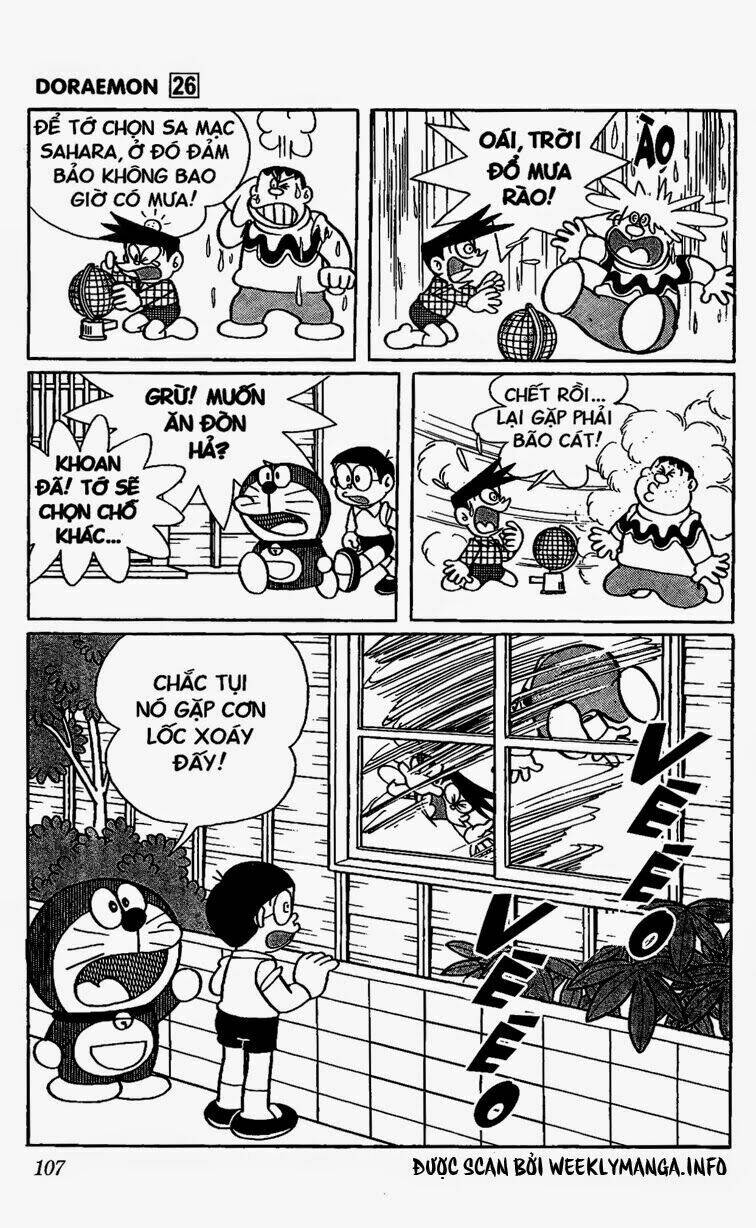 DORAEMON 26
OÁI, TRỜI
ĐỔ MƯA
RÀO!
ÀO
ĐỂ TỚ CHỌN SA MẠC
SAHARA, Ở ĐÓ ĐẢM
BẢO KHÔNG BAO
GIỜ CÓ MƯA!
CHẾT RỒI...
LẠI GẶP PHẢI
BÃO CÁT!
GRỪ! MUỐN
ĂN ĐÒN
HẢ?
KHOAN
ĐÃ! TỚ SẼ
CHỌN CHỖ
KHÁC...
CHẮC TỤI
NÓ GẶP CƠN
LỐC XOÁY
ĐẤY!
VÈÉO
VÈÉO
107
ĐƯỢC SCAN BỞI WEEKLYMANGA.INFO